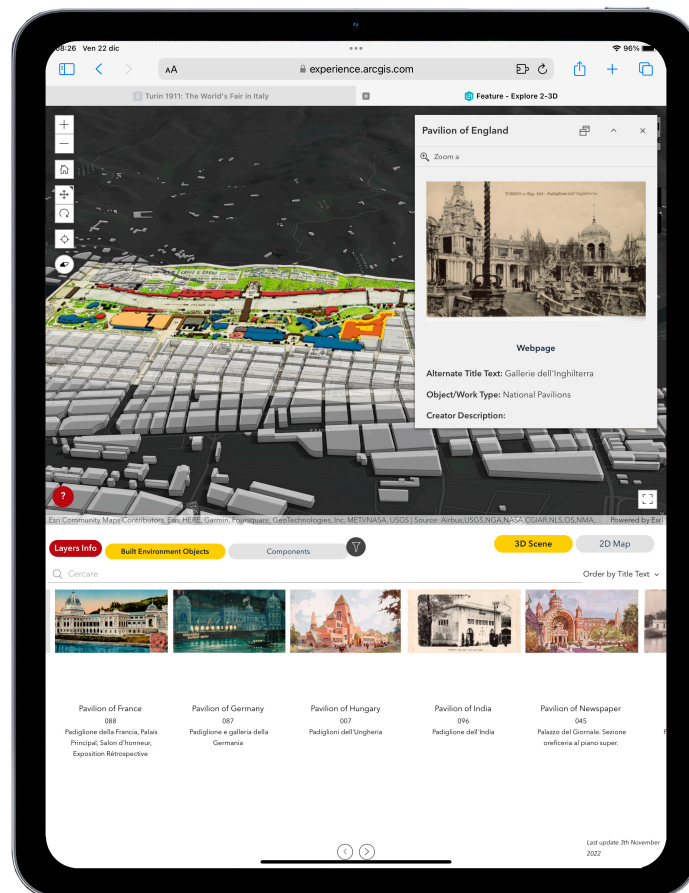 08:26 Ven 22 dic
96%
AA
experience.arcgis.com
Turin 1911: The World's Fair in Italy
Feature - Explore 2-3D
Pavilion of England
Zoom a
TORINO
Webpage
Alternate Title Text: Gallerie dell'Inghilterra
Object/Work Type: National Pavilions
Creator Description:
?
Esri Community Maps Contributors, Esri, HERE, Garmin, Foursquare, GeoTechnologies, Inc, METI/NASA, USGS | Source: Airbus,USGS,NGA,NASA,CGIAR,NLS,OS,NMA,... Powered by Esri
Layers Info
Built Environment Objects
Components
3D Scene
2D Map
Cercare
Order by Title Text
Pavilion of France
088
Padiglione della Francia, Palais
Principal, Salon d'honneur,
Exposition Rétrospective
Pavilion of Germany
087
Padiglione e galleria della
Germania
Pavilion of Hungary
007
Padiglioni dell'Ungheria
Pavilion of India
096
Padiglione dell'India
Pavilion of Newspaper
045
Palazzo del Giornale. Sezione
oreficeria al piano super.
Last update 3th November
2022